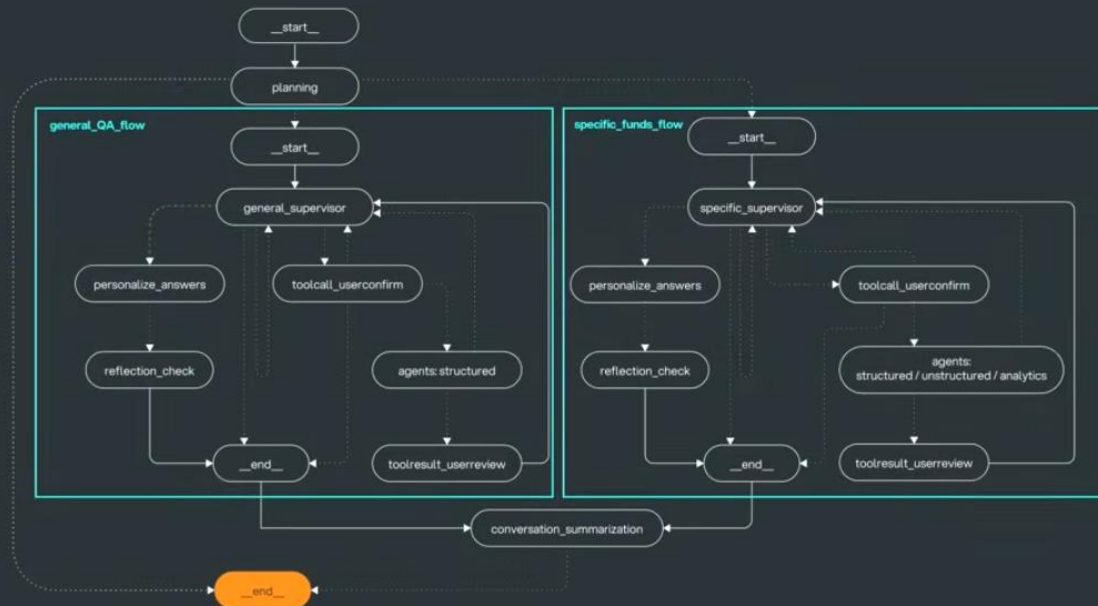 __start__
planning
general_QA_flow
__start__
general_supervisor
personalize_answers
toolcall_userconfirm
reflection_check
agents: structured
__end__
toolresult_userreview
specific_funds_flow
__start__
specific_supervisor
personalize_answers
toolcall_userconfirm
reflection_check
agents:
structured / unstructured / analytics
__end__
toolresult_userreview
conversation_summarization
__end__